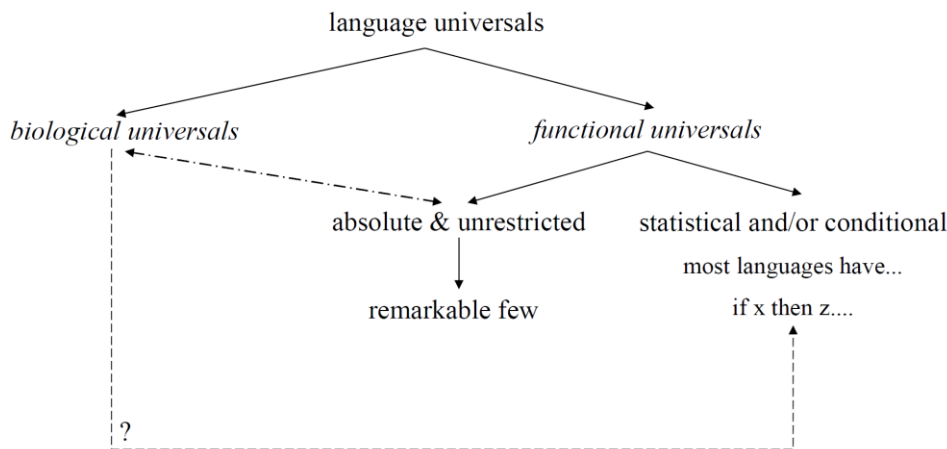 language universals
biological universals
functional universals
absolute & unrestricted
statistical and/or conditional
most languages have...
remarkable few
if x then z....
?